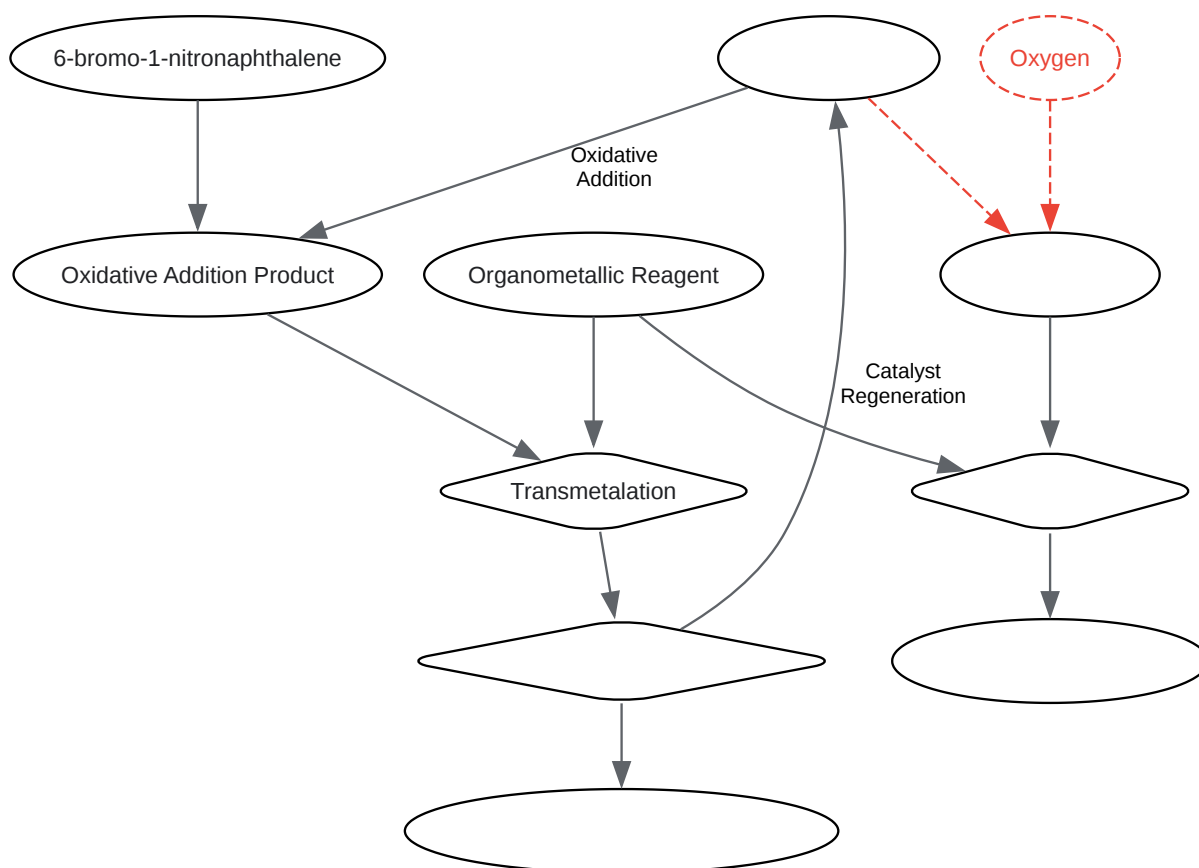 6-bromo-1-nitronaphthalene
Oxygen
Oxidative
Addition
Oxidative Addition Product
Organometallic Reagent
Catalyst
Regeneration
Transmetalation